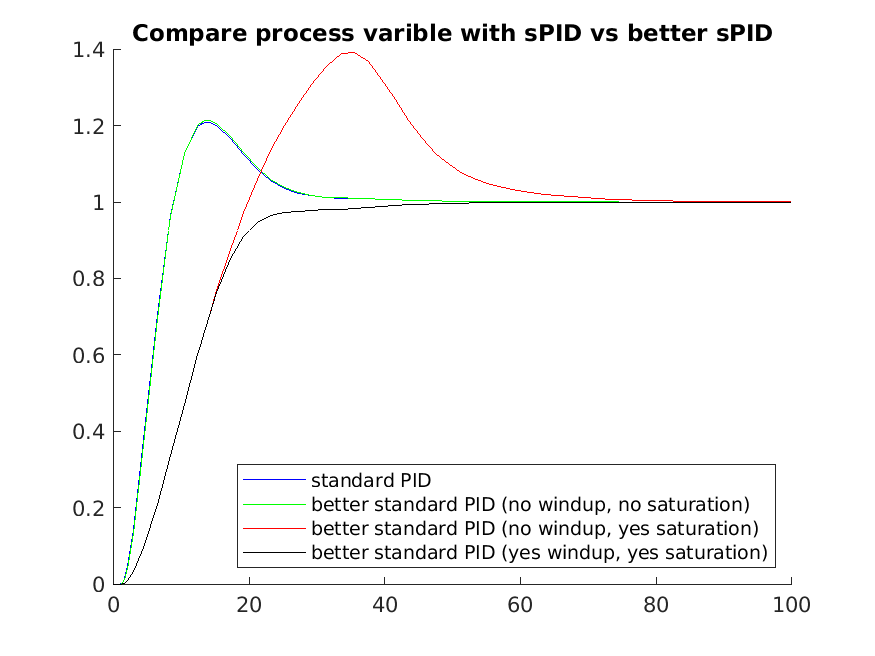 Compare process varible with sPID vs better sPID
1.4
1.2
1
0.8
0.6
0.4
0.2
0
0 20 40 60 80 100
standard PID
better standard PID (no windup, no saturation)
better standard PID (no windup, yes saturation)
better standard PID (yes windup, yes saturation)